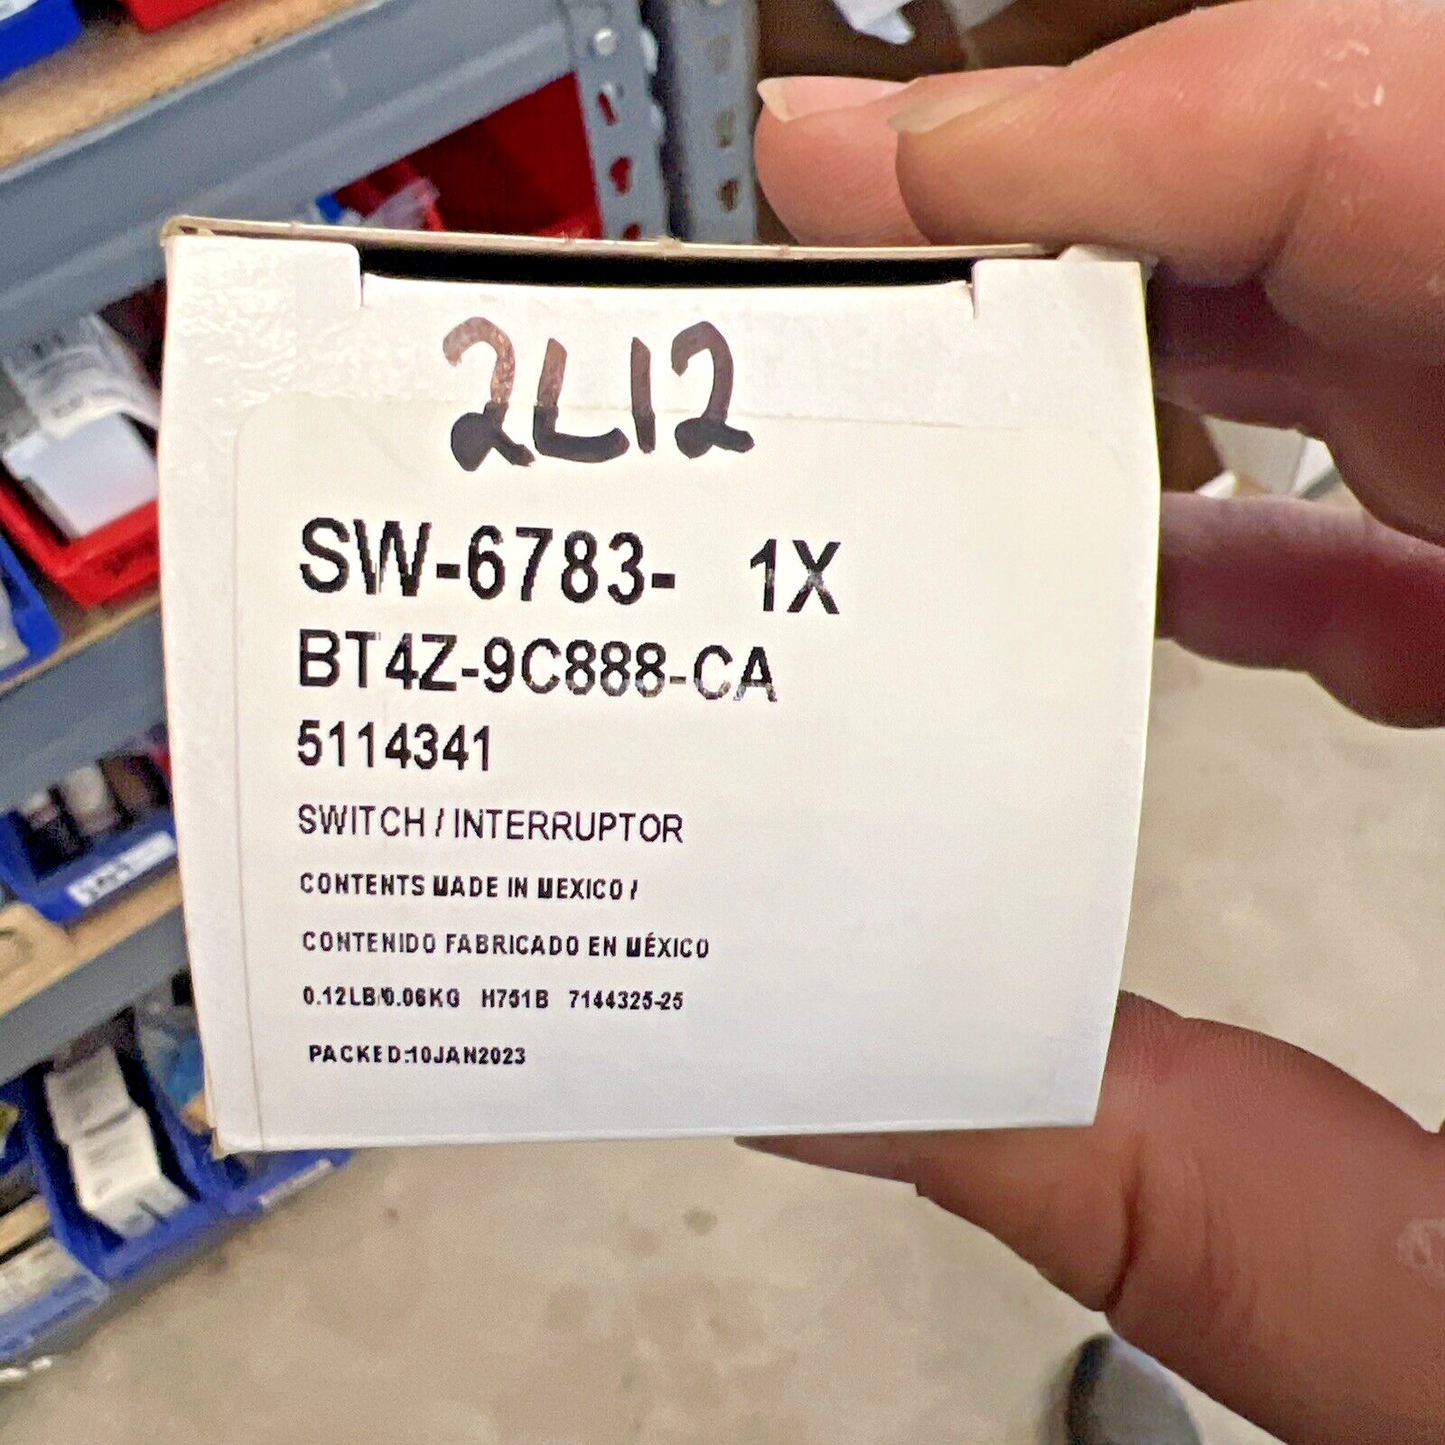 2L12
SW-6783- 1X
BT4Z-9C888-CA
5114341
SWITCH / INTERRUPTOR
CONTENTS MADE IN MEXICO /
CONTENIDO FABRICADO EN MÉXICO
0.12LB/0.06KG H751B 7144325-25
PACKED:10JAN2023